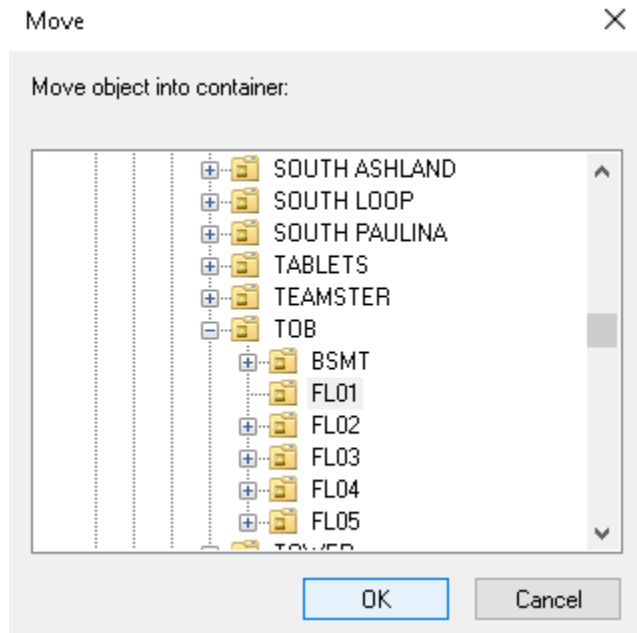 Move
Move object into container:
SOUTH ASHLAND
SOUTH LOOP
SOUTH PAULINA
TABLETS
TEAMSTER
TOB
BSMT
FL01
FL02
FL03
FL04
FL05
TOWER
OK
Cancel